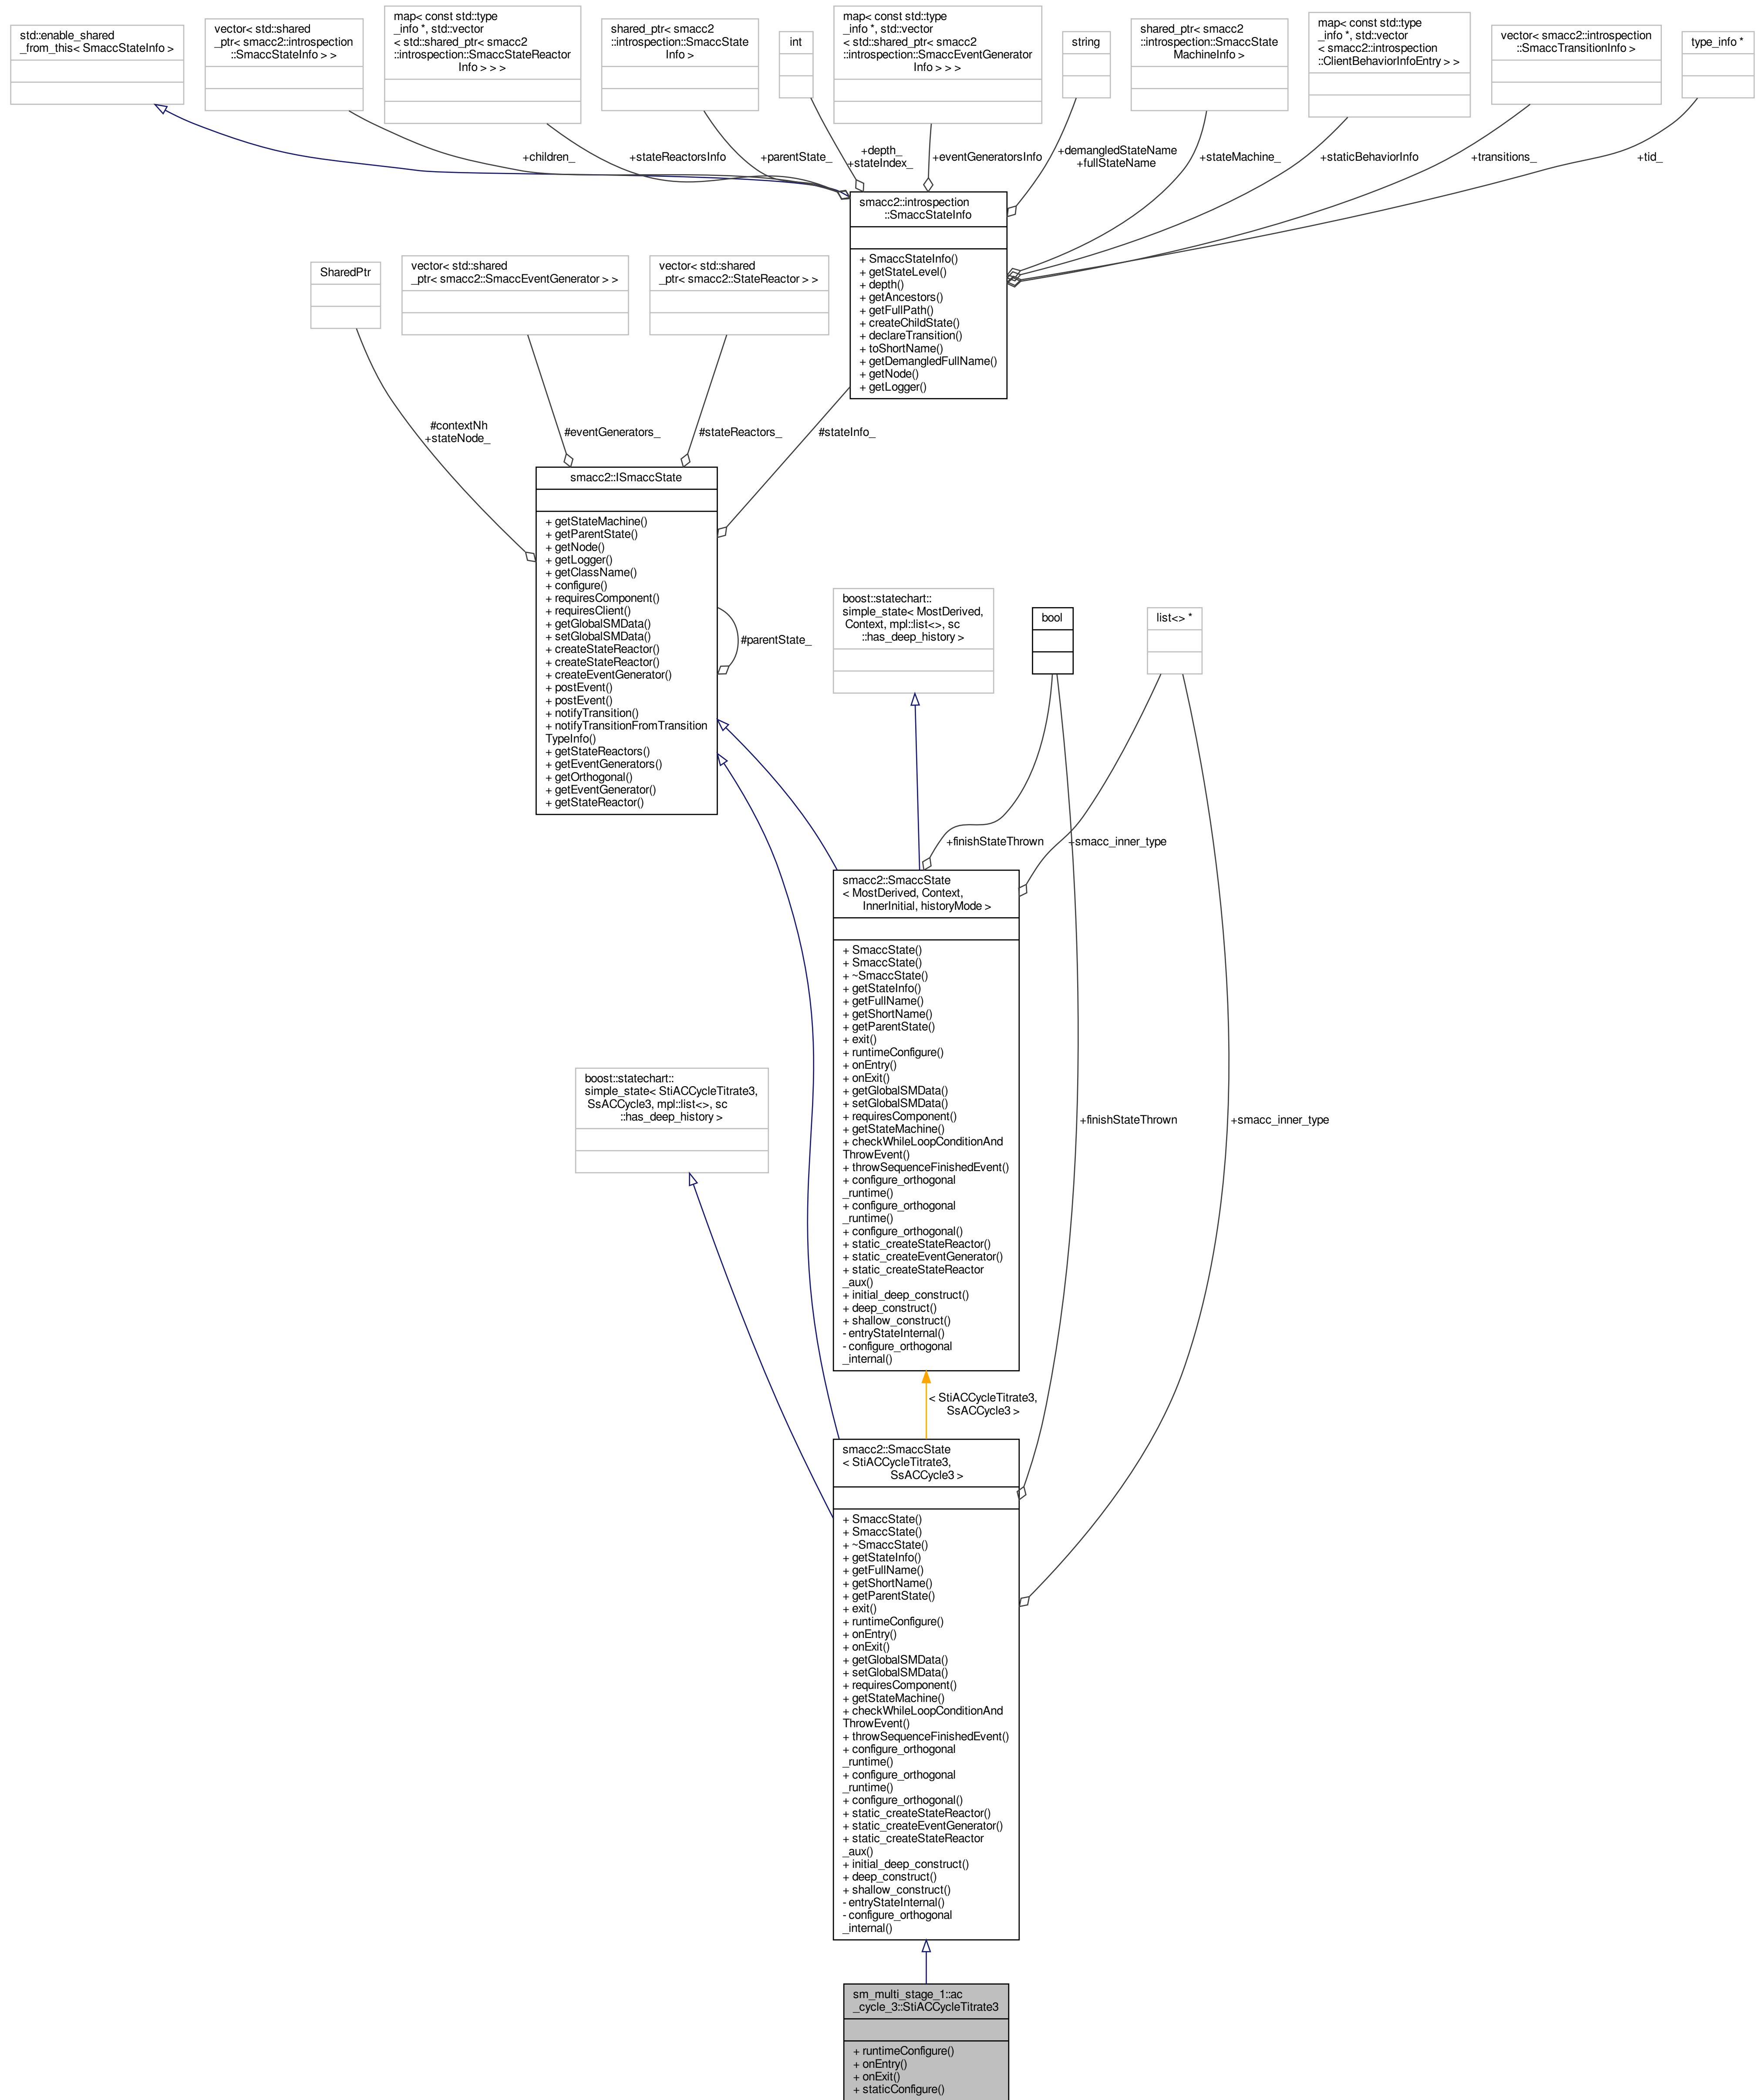 std::enable_shared
_from_this< SmaccStateInfo >
vector< std::shared
_ptr< smacc2::introspection
::SmaccStateInfo > >
map< const std::type
_info *, std::vector
< std::shared_ptr< smacc2
::introspection::SmaccStateReactor
Info > > >
shared_ptr< smacc2
::introspection::SmaccState
Info >
int
map< const std::type
_info *, std::vector
< std::shared_ptr< smacc2
::introspection::SmaccEventGenerator
Info > > >
string
shared_ptr< smacc2
::introspection::SmaccState
MachineInfo >
map< const std::type
_info *, std::vector
< smacc2::introspection
::ClientBehaviorInfoEntry > >
vector< smacc2::introspection
::SmaccTransitionInfo >
type_info *
+children_
+stateReactorsInfo
+parentState_
+depth_
+stateIndex_
+eventGeneratorsInfo
+demangledStateName
+fullStateName
+stateMachine_
+staticBehaviorInfo
+transitions_
+tid_
smacc2::introspection
::SmaccStateInfo
+ SmaccStateInfo()
+ getStateLevel()
+ depth()
+ getAncestors()
+ getFullPath()
+ createChildState()
+ declareTransition()
+ toShortName()
+ getDemangledFullName()
+ getNode()
+ getLogger()
SharedPtr
vector< std::shared
_ptr< smacc2::SmaccEventGenerator > >
vector< std::shared
_ptr< smacc2::StateReactor > >
#contextNh
+stateNode_
#eventGenerators_
#stateReactors_
#stateInfo_
smacc2::ISmaccState
+ getStateMachine()
+ getParentState()
+ getNode()
+ getLogger()
+ getClassName()
+ configure()
+ requiresComponent()
+ requiresClient()
+ getGlobalSMData()
+ setGlobalSMData()
+ createStateReactor()
+ createStateReactor()
+ createEventGenerator()
+ postEvent()
+ postEvent()
+ notifyTransition()
+ notifyTransitionFromTransition
TypeInfo()
+ getStateReactors()
+ getEventGenerators()
+ getOrthogonal()
+ getEventGenerator()
+ getStateReactor()
#parentState_
boost::statechart::
simple_state< MostDerived,
Context, mpl::list<>, sc
::has_deep_history >
bool
list<> *
+finishStateThrown
+smacc_inner_type
smacc2::SmaccState
< MostDerived, Context,
InnerInitial, historyMode >
+ SmaccState()
+ SmaccState()
+ ~SmaccState()
+ getStateInfo()
+ getFullName()
+ getShortName()
+ getParentState()
+ exit()
+ runtimeConfigure()
+ onEntry()
+ onExit()
+ getGlobalSMData()
+ setGlobalSMData()
+ requiresComponent()
+ getStateMachine()
+ checkWhileLoopConditionAnd
ThrowEvent()
+ throwSequenceFinishedEvent()
+ configure_orthogonal
_runtime()
+ configure_orthogonal
_runtime()
+ configure_orthogonal()
+ static_createStateReactor()
+ static_createEventGenerator()
+ static_createStateReactor
_aux()
+ initial_deep_construct()
+ deep_construct()
+ shallow_construct()
- entryStateInternal()
- configure_orthogonal
_internal()
boost::statechart::
simple_state< StiACCycleTitrate3,
SsACCycle3, mpl::list<>, sc
::has_deep_history >
+finishStateThrown
+smacc_inner_type
< StiACCycleTitrate3,
SsACCycle3 >
smacc2::SmaccState
< StiACCycleTitrate3,
SsACCycle3 >
+ SmaccState()
+ SmaccState()
+ ~SmaccState()
+ getStateInfo()
+ getFullName()
+ getShortName()
+ getParentState()
+ exit()
+ runtimeConfigure()
+ onEntry()
+ onExit()
+ getGlobalSMData()
+ setGlobalSMData()
+ requiresComponent()
+ getStateMachine()
+ checkWhileLoopConditionAnd
ThrowEvent()
+ throwSequenceFinishedEvent()
+ configure_orthogonal
_runtime()
+ configure_orthogonal
_runtime()
+ configure_orthogonal()
+ static_createStateReactor()
+ static_createEventGenerator()
+ static_createStateReactor
_aux()
+ initial_deep_construct()
+ deep_construct()
+ shallow_construct()
- entryStateInternal()
- configure_orthogonal
_internal()
sm_multi_stage_1::ac
_cycle_3::StiACCycleTitrate3
+ runtimeConfigure()
+ onEntry()
+ onExit()
+ staticConfigure()